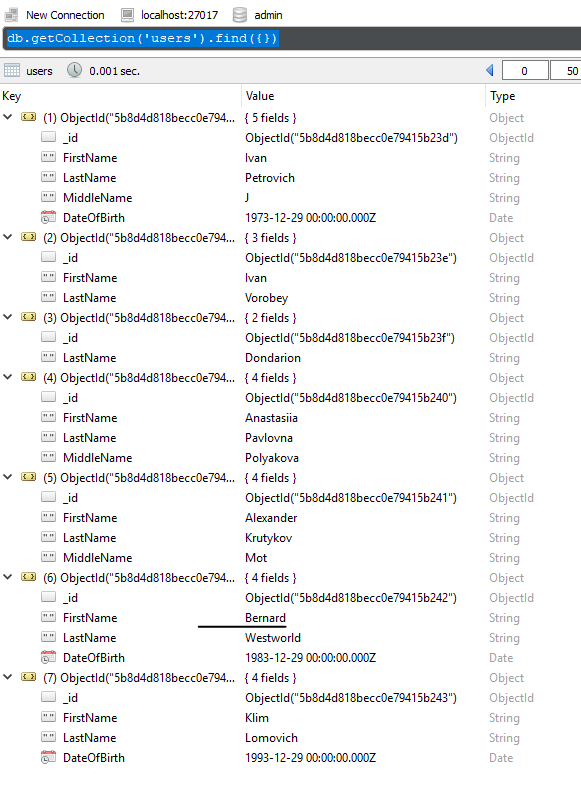 New Connection localhost:27017 admin
db.getCollection('users').find({})
users 0.001 sec. 0 50
Key Value Type
(1) ObjectId("5b8d4d818becc0e794... { 5 fields } Object
_id ObjectId("5b8d4d818becc0e79415b23d") ObjectId
FirstName Ivan String
LastName Petrovich String
MiddleName J String
DateOfBirth 1973-12-29 00:00:00.000Z Date
(2) ObjectId("5b8d4d818becc0e794... { 3 fields } Object
_id ObjectId("5b8d4d818becc0e79415b23e") ObjectId
FirstName Ivan String
LastName Vorobey String
(3) ObjectId("5b8d4d818becc0e794... { 2 fields } Object
_id ObjectId("5b8d4d818becc0e79415b23f") ObjectId
LastName Dondarion String
(4) ObjectId("5b8d4d818becc0e794... { 4 fields } Object
_id ObjectId("5b8d4d818becc0e79415b240") ObjectId
FirstName Anastasiia String
LastName Pavlovna String
MiddleName Polyakova String
(5) ObjectId("5b8d4d818becc0e794... { 4 fields } Object
_id ObjectId("5b8d4d818becc0e79415b241") ObjectId
FirstName Alexander String
LastName Krutykov String
MiddleName Mot String
(6) ObjectId("5b8d4d818becc0e794... { 4 fields } Object
_id ObjectId("5b8d4d818becc0e79415b242") ObjectId
FirstName Bernard String
LastName Westworld String
DateOfBirth 1983-12-29 00:00:00.000Z Date
(7) ObjectId("5b8d4d818becc0e794... { 4 fields } Object
_id ObjectId("5b8d4d818becc0e79415b243") ObjectId
FirstName Klim String
LastName Lomovich String
DateOfBirth 1993-12-29 00:00:00.000Z Date